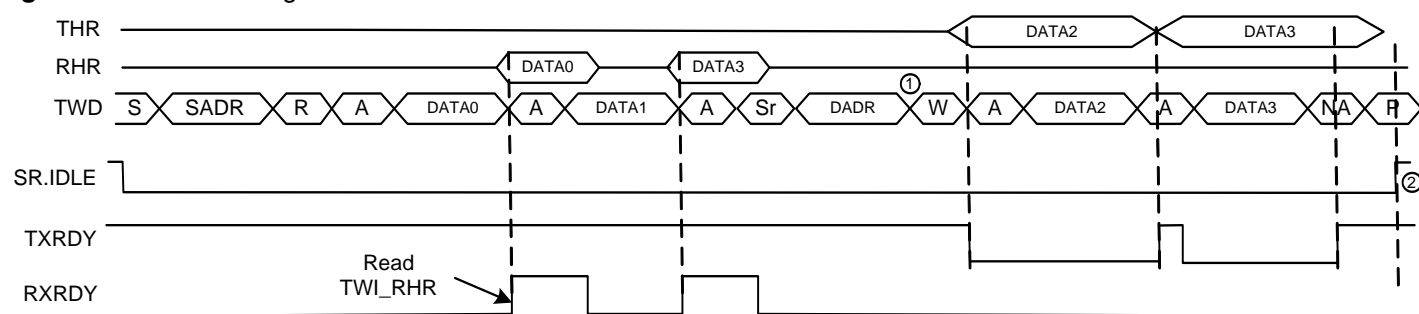 THR DATA2 DATA3
RHR DATA0 DATA3
TWD S SADR R A DATA0 A DATA1 A Sr DADR ① W A DATA2 A DATA3 NA P
SR.IDLE ②
TXRDY
Read
TWI_RHR
RXRDY